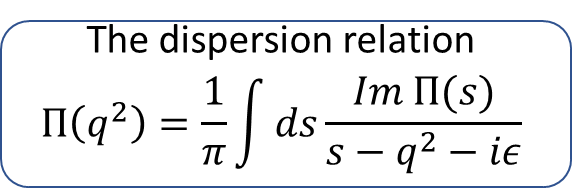 The dispersion relation
Π(q²) = 1/π ∫ ds Im Π(s) / s − q² − iϵ